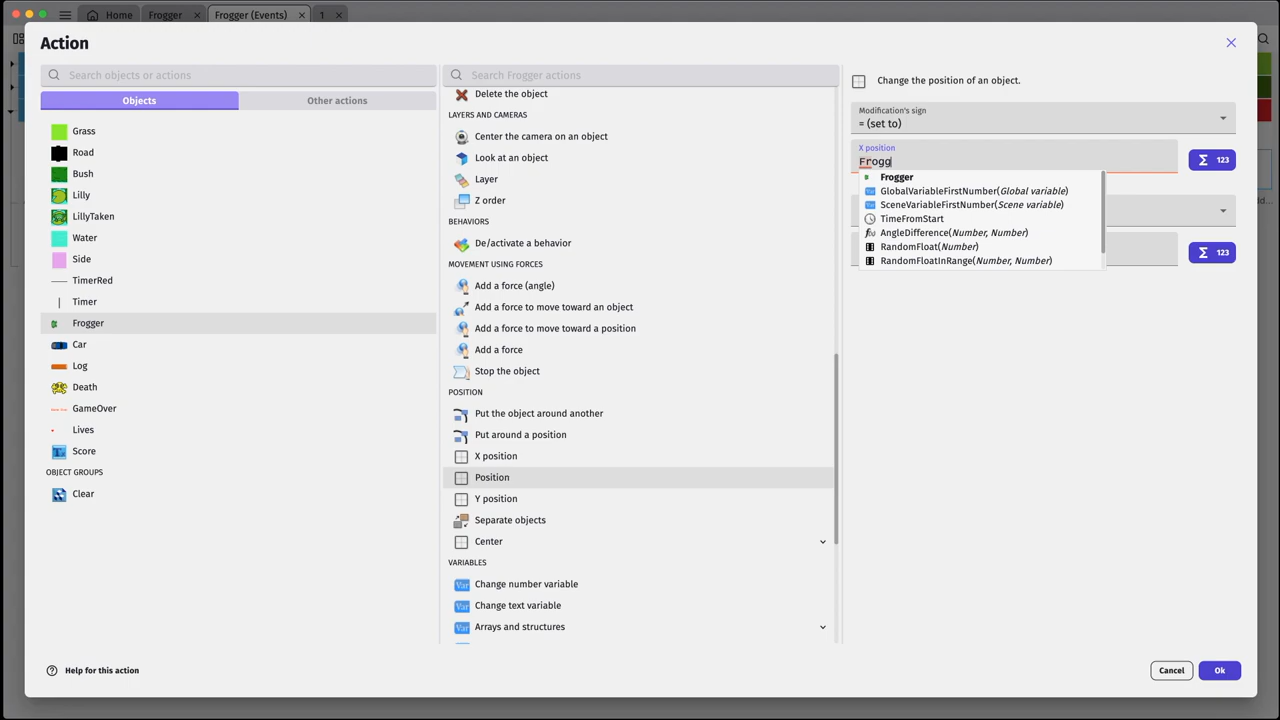 Home
Frogger
Frogger (Events)
1
Action
Search objects or actions
Objects
Other actions
Grass
Road
Bush
Lilly
LillyTaken
Water
Side
TimerRed
Timer
Frogger
Car
Log
Death
GameOver
Lives
Score
OBJECT GROUPS
Clear
Search Frogger actions
Delete the object
LAYERS AND CAMERAS
Center the camera on an object
Look at an object
Layer
Z order
BEHAVIORS
De/activate a behavior
MOVEMENT USING FORCES
Add a force (angle)
Add a force to move toward an object
Add a force to move toward a position
Add a force
Stop the object
POSITION
Put the object around another
Put around a position
X position
Position
Y position
Separate objects
Center
VARIABLES
Var Change number variable
Var Change text variable
Var Arrays and structures
Change the position of an object.
Modification's sign
= (set to)
X position
Frogg
Σ 123
Frogger
GlobalVariableFirstNumber(Global variable)
SceneVariableFirstNumber(Scene variable)
TimeFromStart
AngleDifference(Number, Number)
RandomFloat(Number)
RandomFloatInRange(Number, Number)
Σ 123
Help for this action
Cancel
Ok